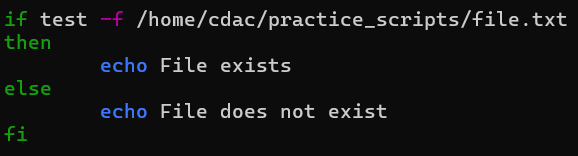 if test -f /home/cdac/practice_scripts/file.txt
then
        echo File exists
else
        echo File does not exist
fi